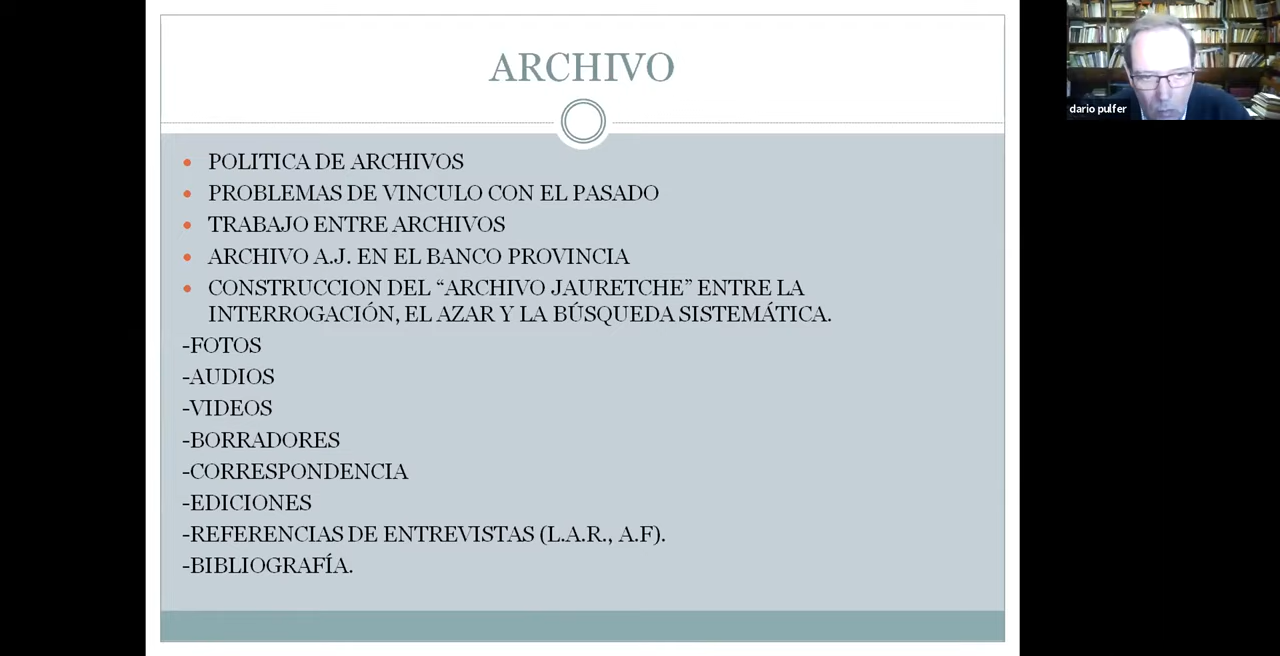 ARCHIVO
dario pulfer
• POLITICA DE ARCHIVOS
• PROBLEMAS DE VINCULO CON EL PASADO
• TRABAJO ENTRE ARCHIVOS
• ARCHIVO A.J. EN EL BANCO PROVINCIA
• CONSTRUCCION DEL “ARCHIVO JAURETCHE” ENTRE LA
INTERROGACIÓN, EL AZAR Y LA BÚSQUEDA SISTEMÁTICA.
-FOTOS
-AUDIOS
-VIDEOS
-BORRADORES
-CORRESPONDENCIA
-EDICIONES
-REFERENCIAS DE ENTREVISTAS (L.A.R., A.F).
-BIBLIOGRAFÍA.